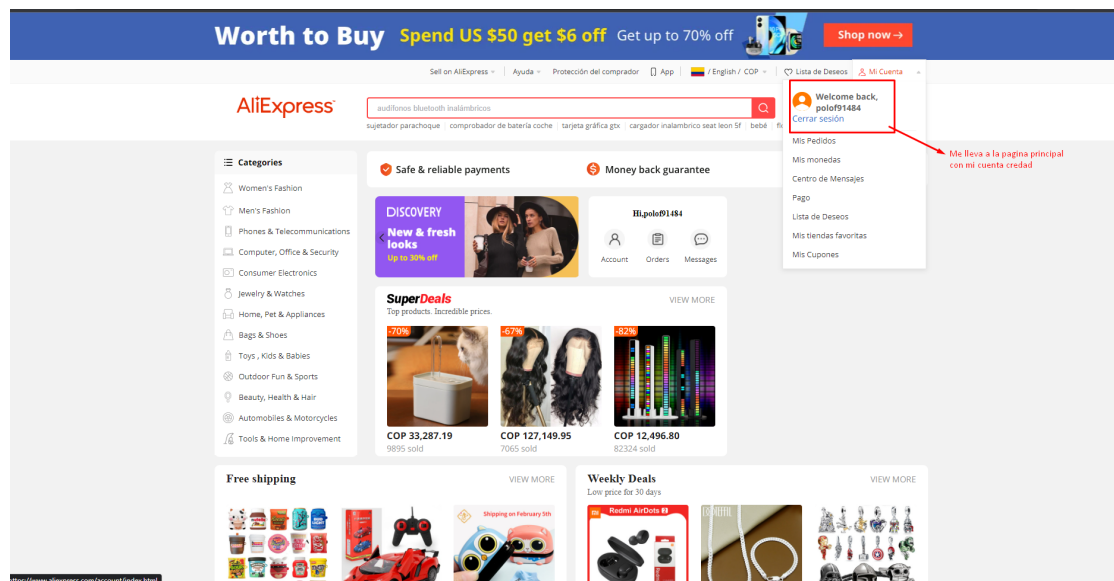 Worth to Buy Spend US $50 get $6 off Get up to 70% off Shop now →
Sell on AliExpress Ayuda Protección del comprador App / English / COP Lista de Deseos Mi Cuenta
AliExpress
audífonos bluetooth inalámbricos
sujetador parachoque comprobador de batería coche tarjeta gráfica gtx cargador inalambrico seat leon 5f bebé
Welcome back,
polof91484
Cerrar sesión
Mis Pedidos
Mis monedas
Centro de Mensajes
Pago
Lista de Deseos
Mis tiendas favoritas
Mis Cupones
Me lleva a la pagina principal
con mi cuenta credad
Categories
Women's Fashion
Men's Fashion
Phones & Telecommunications
Computer, Office & Security
Consumer Electronics
Jewelry & Watches
Home, Pet & Appliances
Bags & Shoes
Toys , Kids & Babies
Outdoor Fun & Sports
Beauty, Health & Hair
Automobiles & Motorcycles
Tools & Home Improvement
Safe & reliable payments Money back guarantee
DISCOVERY
New & fresh
looks
Up to 30% off
Hi,polof91484
Account Orders Messages
SuperDeals VIEW MORE
Top products. Incredible prices.
-70% -67% -82%
COP 33,287.19 COP 127,149.95 COP 12,496.80
9895 sold 7065 sold 82324 sold
Free shipping VIEW MORE
Shipping on February 5th
Weekly Deals VIEW MORE
Low price for 30 days
Redmi AirDots 2
https://www.aliexpress.com/account/index.html